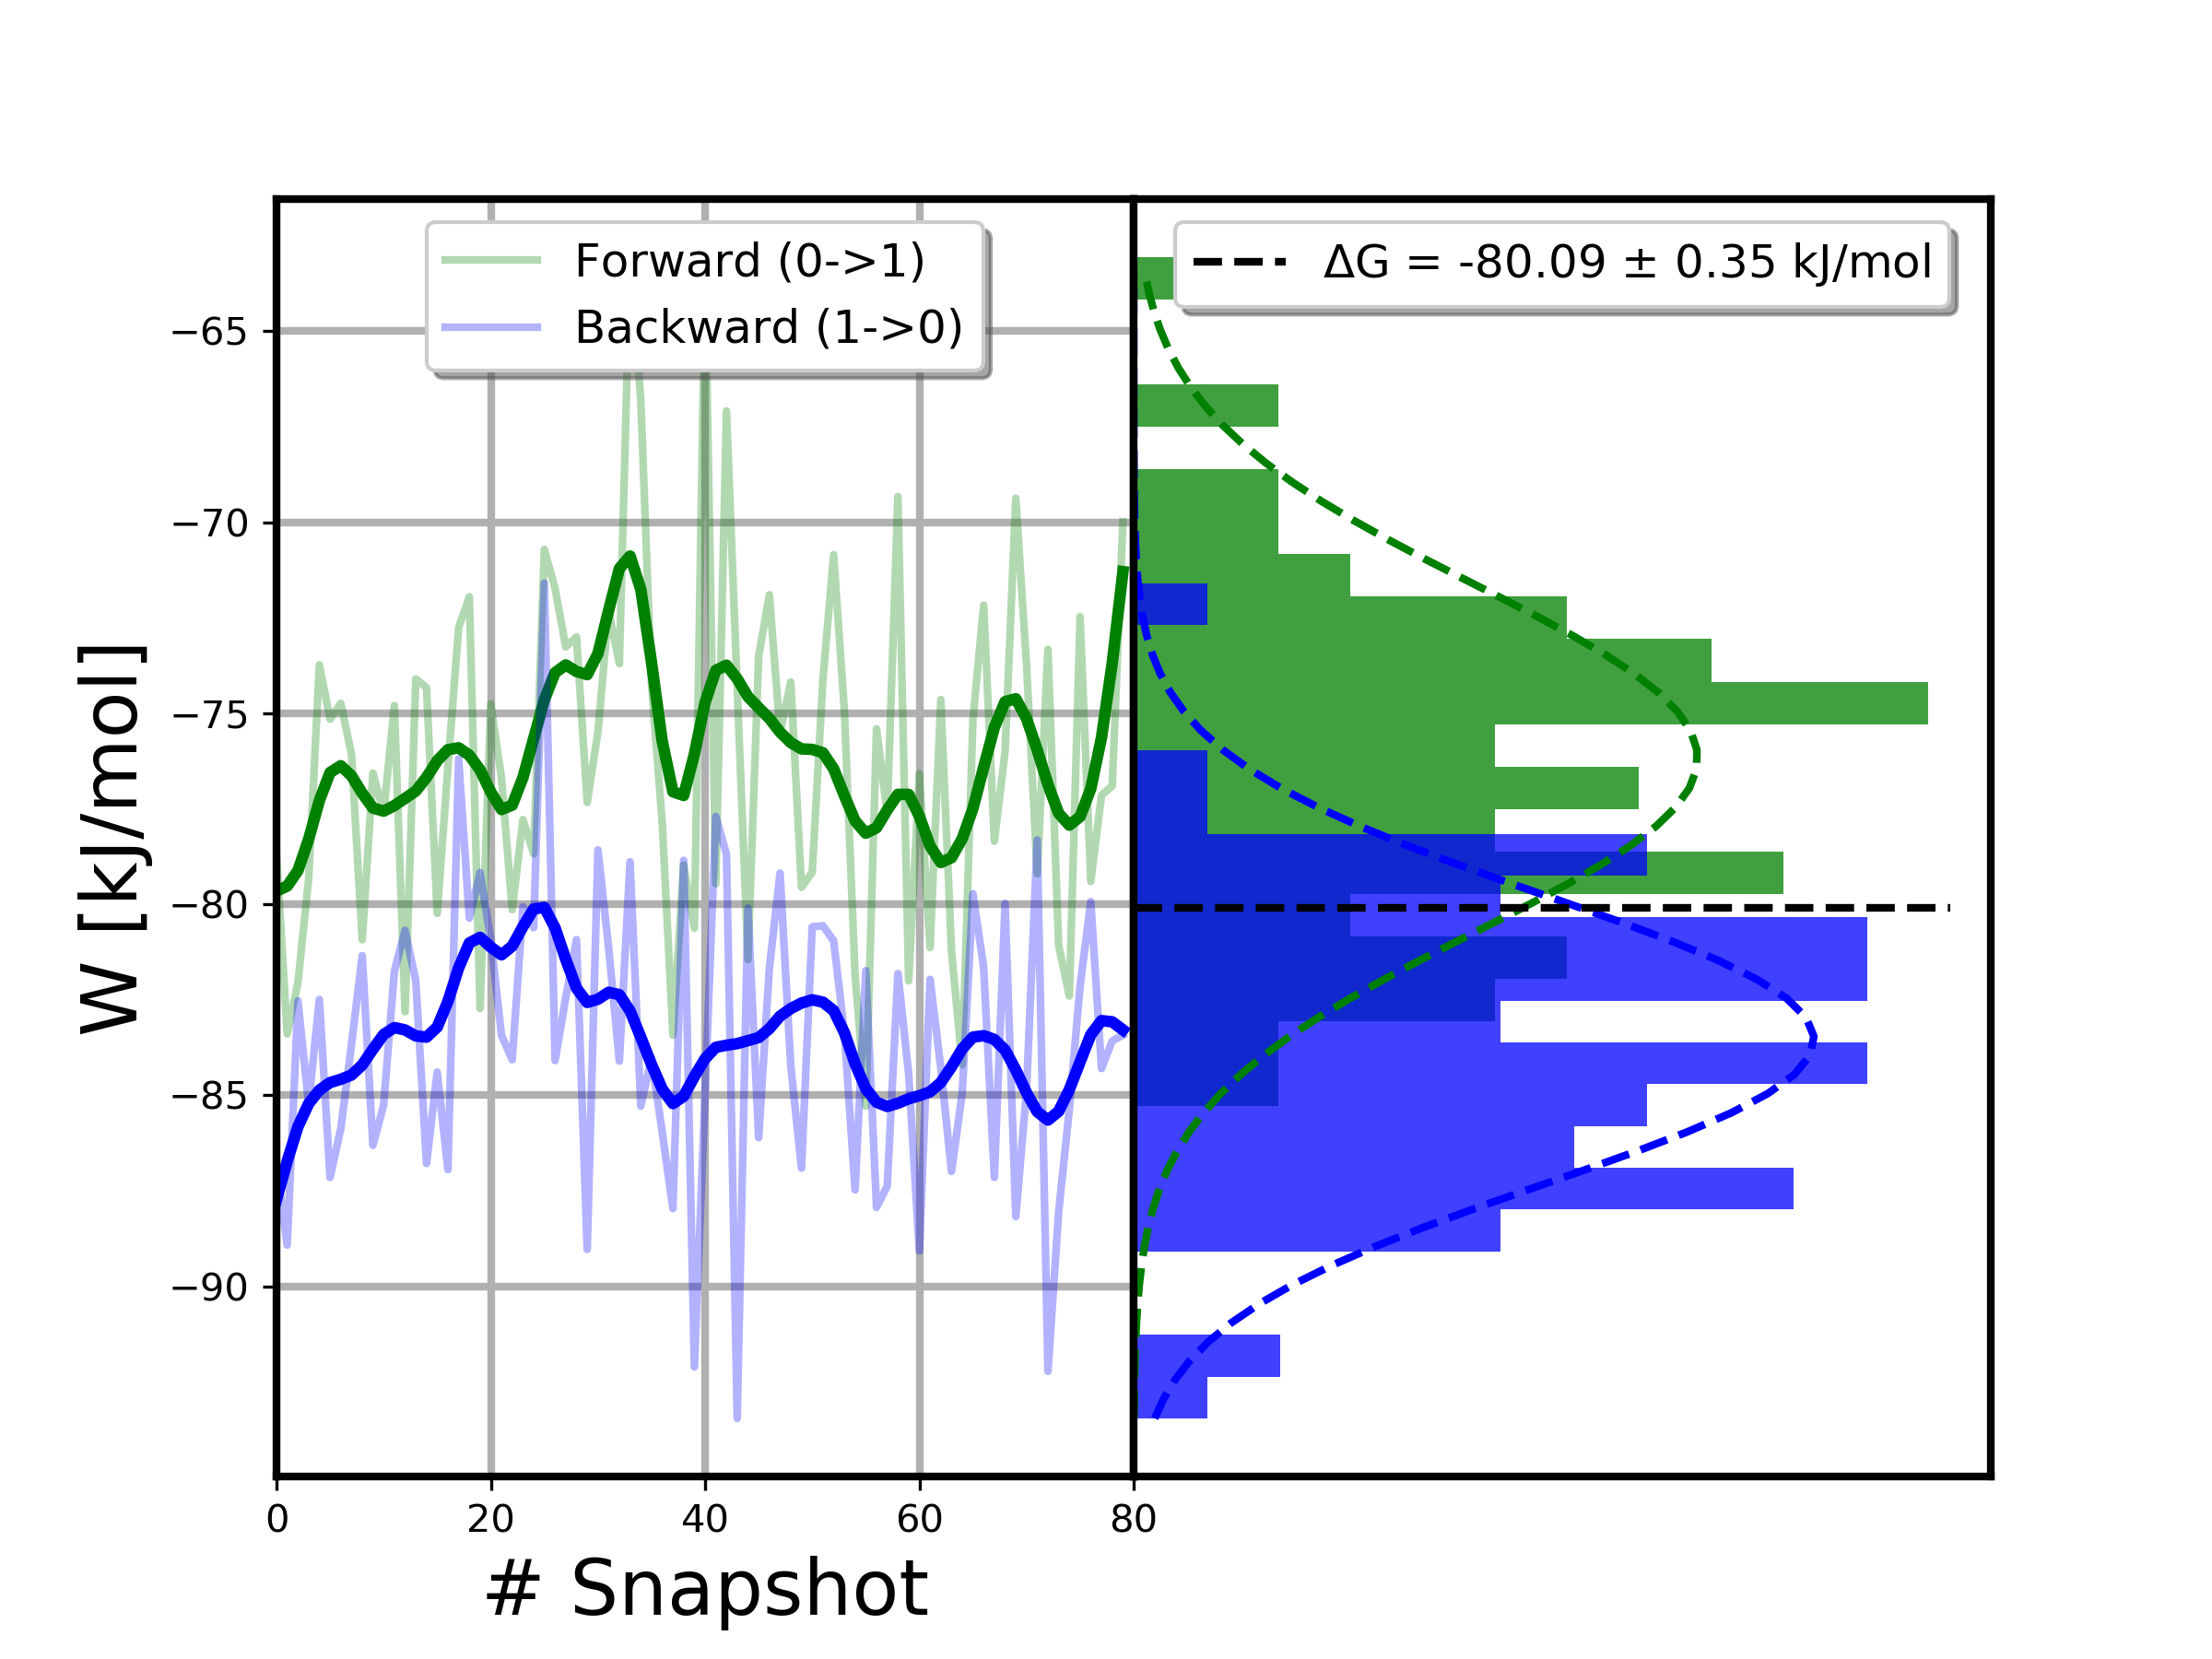 Forward (0->1)
Backward (1->0)
ΔG = -80.09 ± 0.35 kJ/mol
W [kJ/mol]
−65
−70
−75
−80
−85
−90
0 20 40 60 80
# Snapshot